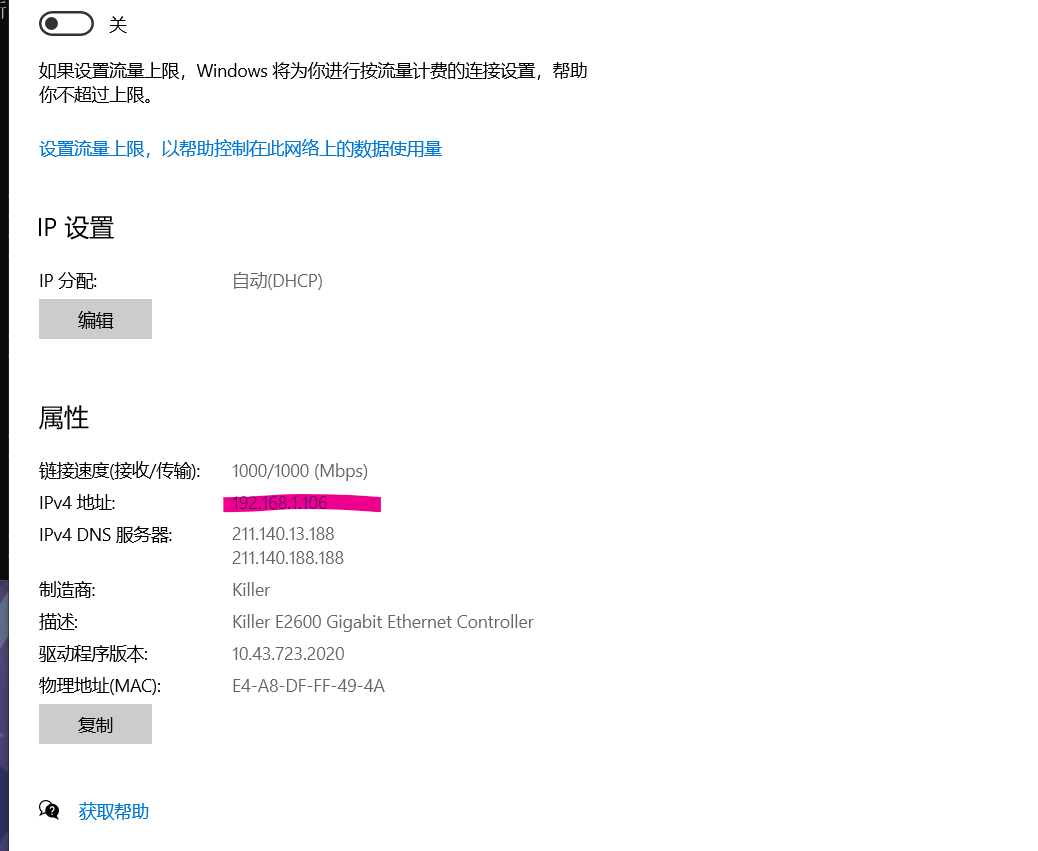 关
如果设置流量上限，Windows 将为你进行按流量计费的连接设置，帮助
你不超过上限。
设置流量上限，以帮助控制在此网络上的数据使用量
IP 设置
IP 分配: 自动(DHCP)
编辑
属性
链接速度(接收/传输): 1000/1000 (Mbps)
IPv4 地址: 192.168.1.106
IPv4 DNS 服务器: 211.140.13.188
211.140.188.188
制造商: Killer
描述: Killer E2600 Gigabit Ethernet Controller
驱动程序版本: 10.43.723.2020
物理地址(MAC): E4-A8-DF-FF-49-4A
复制
获取帮助